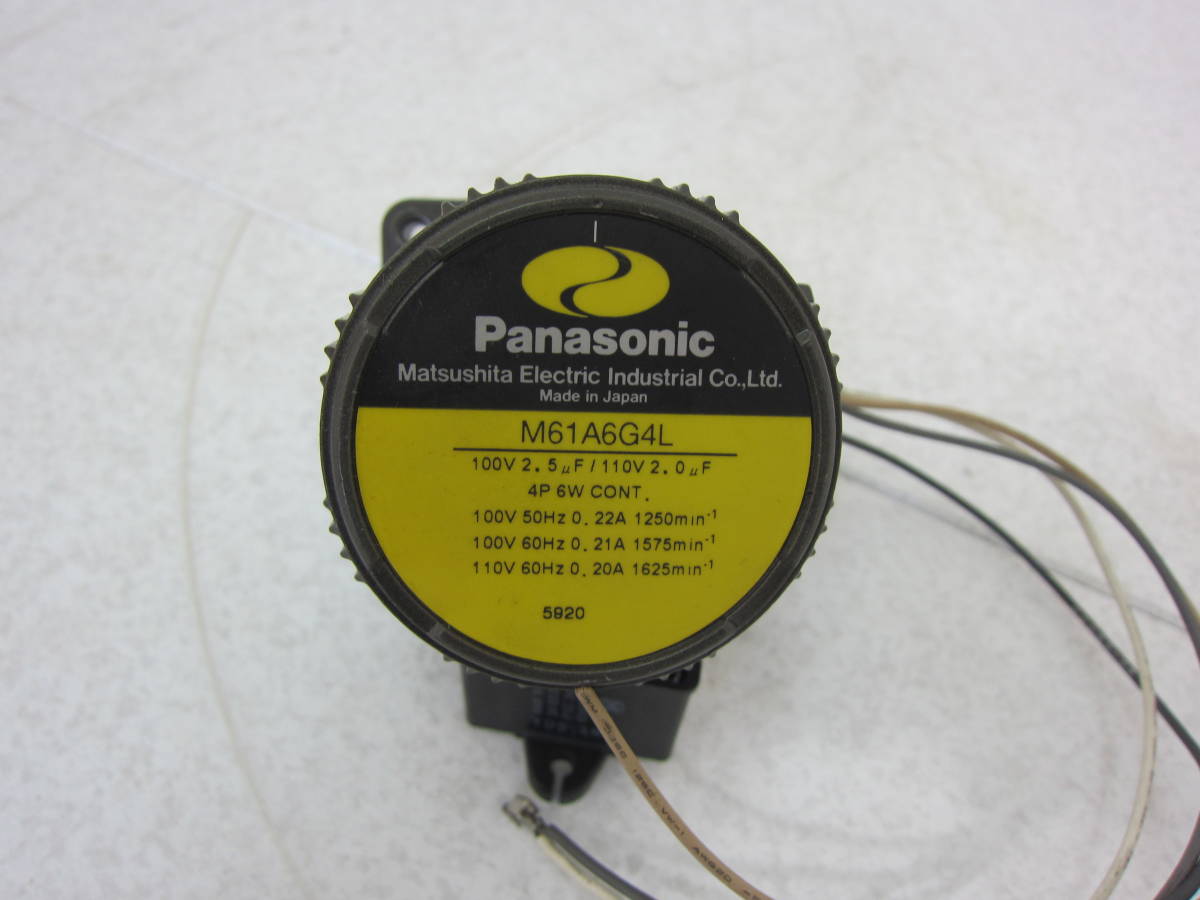 Panasonic
Matsushita Electric Industrial Co.,Ltd.
Made in Japan
M61A6G4L
100V 2.5μF / 110V 2.0μF
4P 6W CONT.
100V 50Hz 0.22A 1250min⁻¹
100V 60Hz 0.21A 1575min⁻¹
110V 60Hz 0.20A 1625min⁻¹
5920